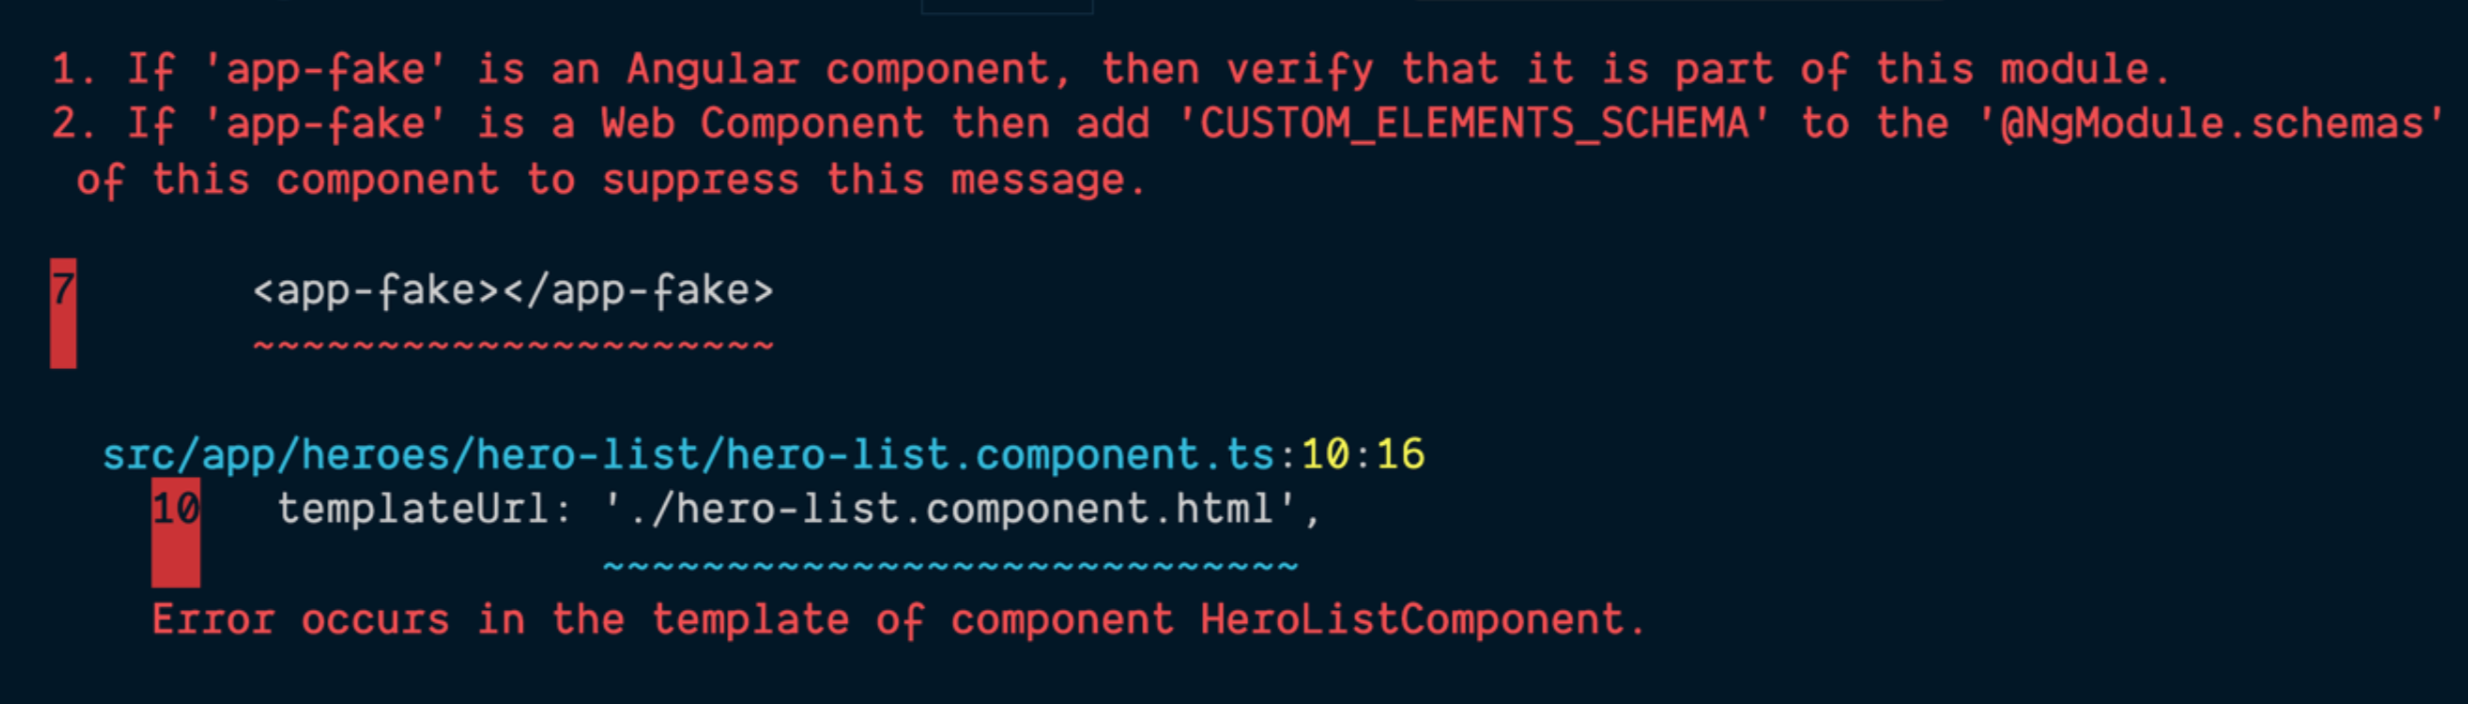 1. If 'app-fake' is an Angular component, then verify that it is part of this module.
2. If 'app-fake' is a Web Component then add 'CUSTOM_ELEMENTS_SCHEMA' to the '@NgModule.schemas'
of this component to suppress this message.
7 <app-fake></app-fake>
~~~~~~~~~~~~~~~~~~~~~
src/app/heroes/hero-list/hero-list.component.ts:10:16
10 templateUrl: './hero-list.component.html',
~~~~~~~~~~~~~~~~~~~~~~~~~~~~
Error occurs in the template of component HeroListComponent.